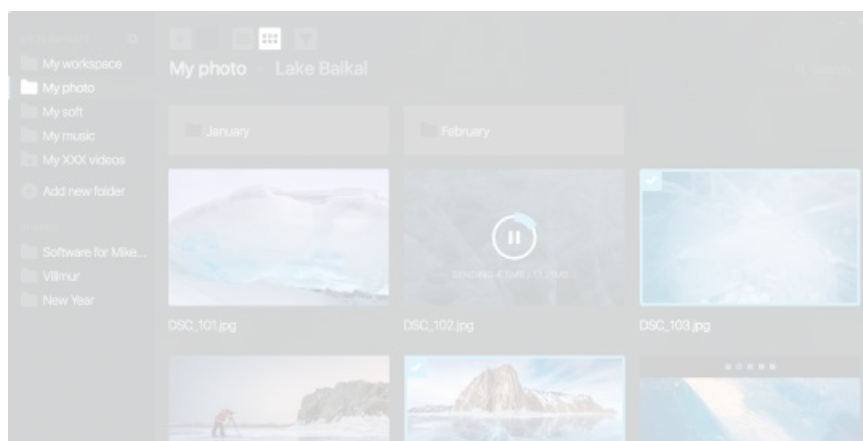 My workspace
My photo
My soft
My music
My XXX videos
Add new folder
Software for Mike...
Villmur
New Year
My photo Lake Baikal
January February
DSC_101.jpg DSC_102.jpg DSC_103.jpg